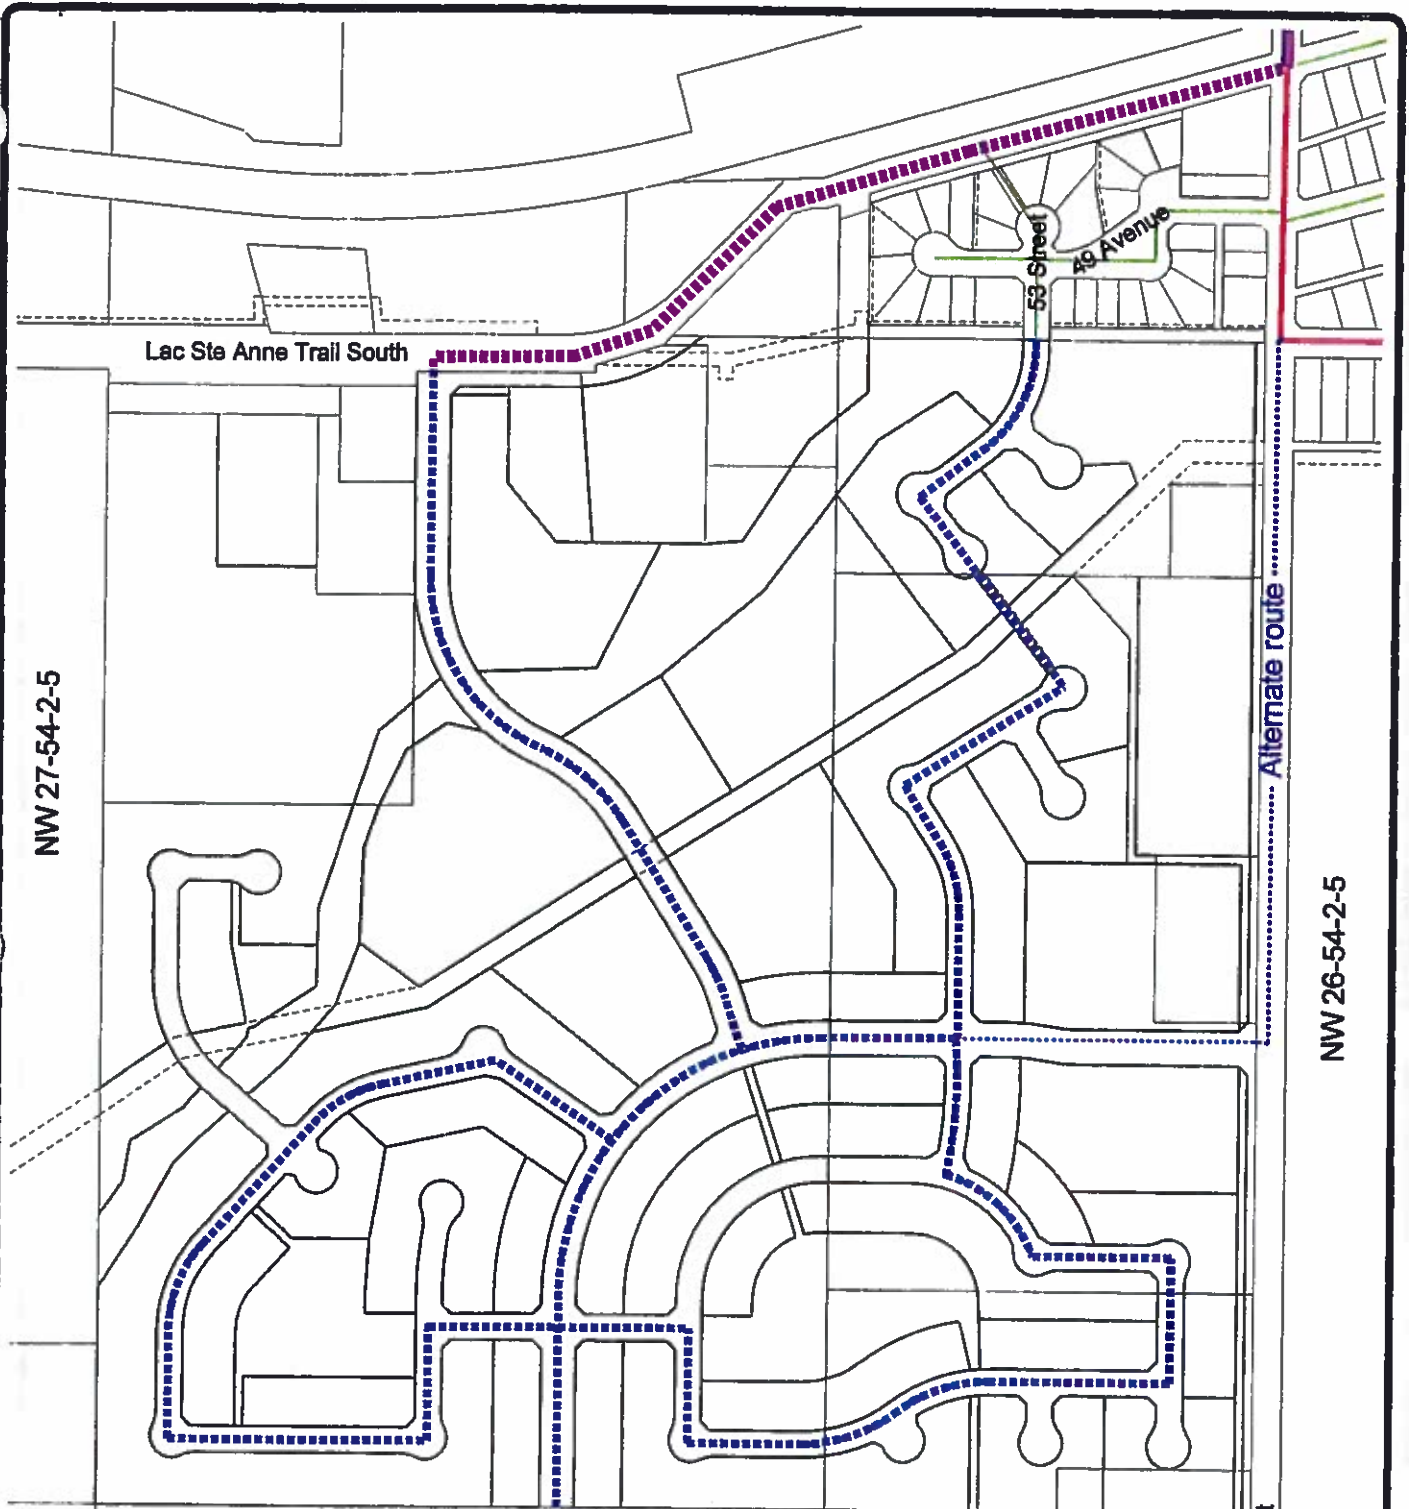 53 Street
49 Avenue
Lac Ste Anne Trail South
Alternate route
NW 27-54-2-5
NW 26-54-2-5